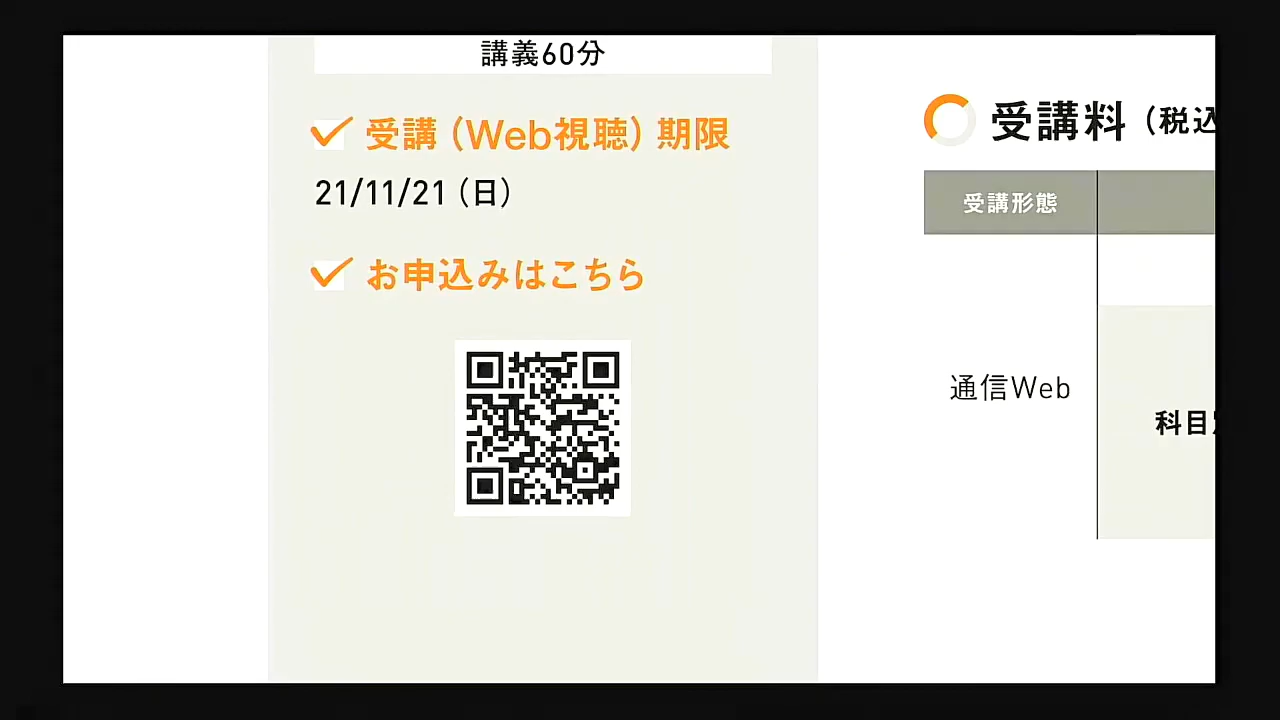 講義60分
受講（Web視聴）期限
21/11/21（日）
お申込みはこちら
受講料（税込
受講形態
通信Web
科目